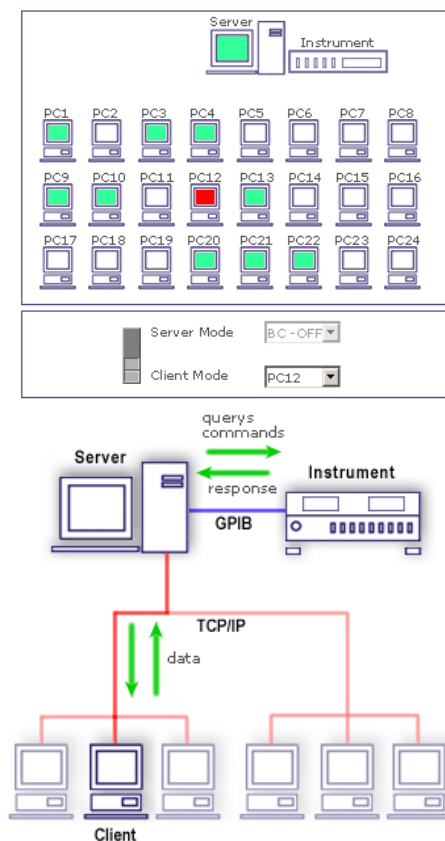 Server
Instrument
PC1 PC2 PC3 PC4 PC5 PC6 PC7 PC8
PC9 PC10 PC11 PC12 PC13 PC14 PC15 PC16
PC17 PC18 PC19 PC20 PC21 PC22 PC23 PC24
Server Mode BC-OFF
Client Mode PC12
querys
commands
Server
Instrument
response
GPIB
TCP/IP
data
Client